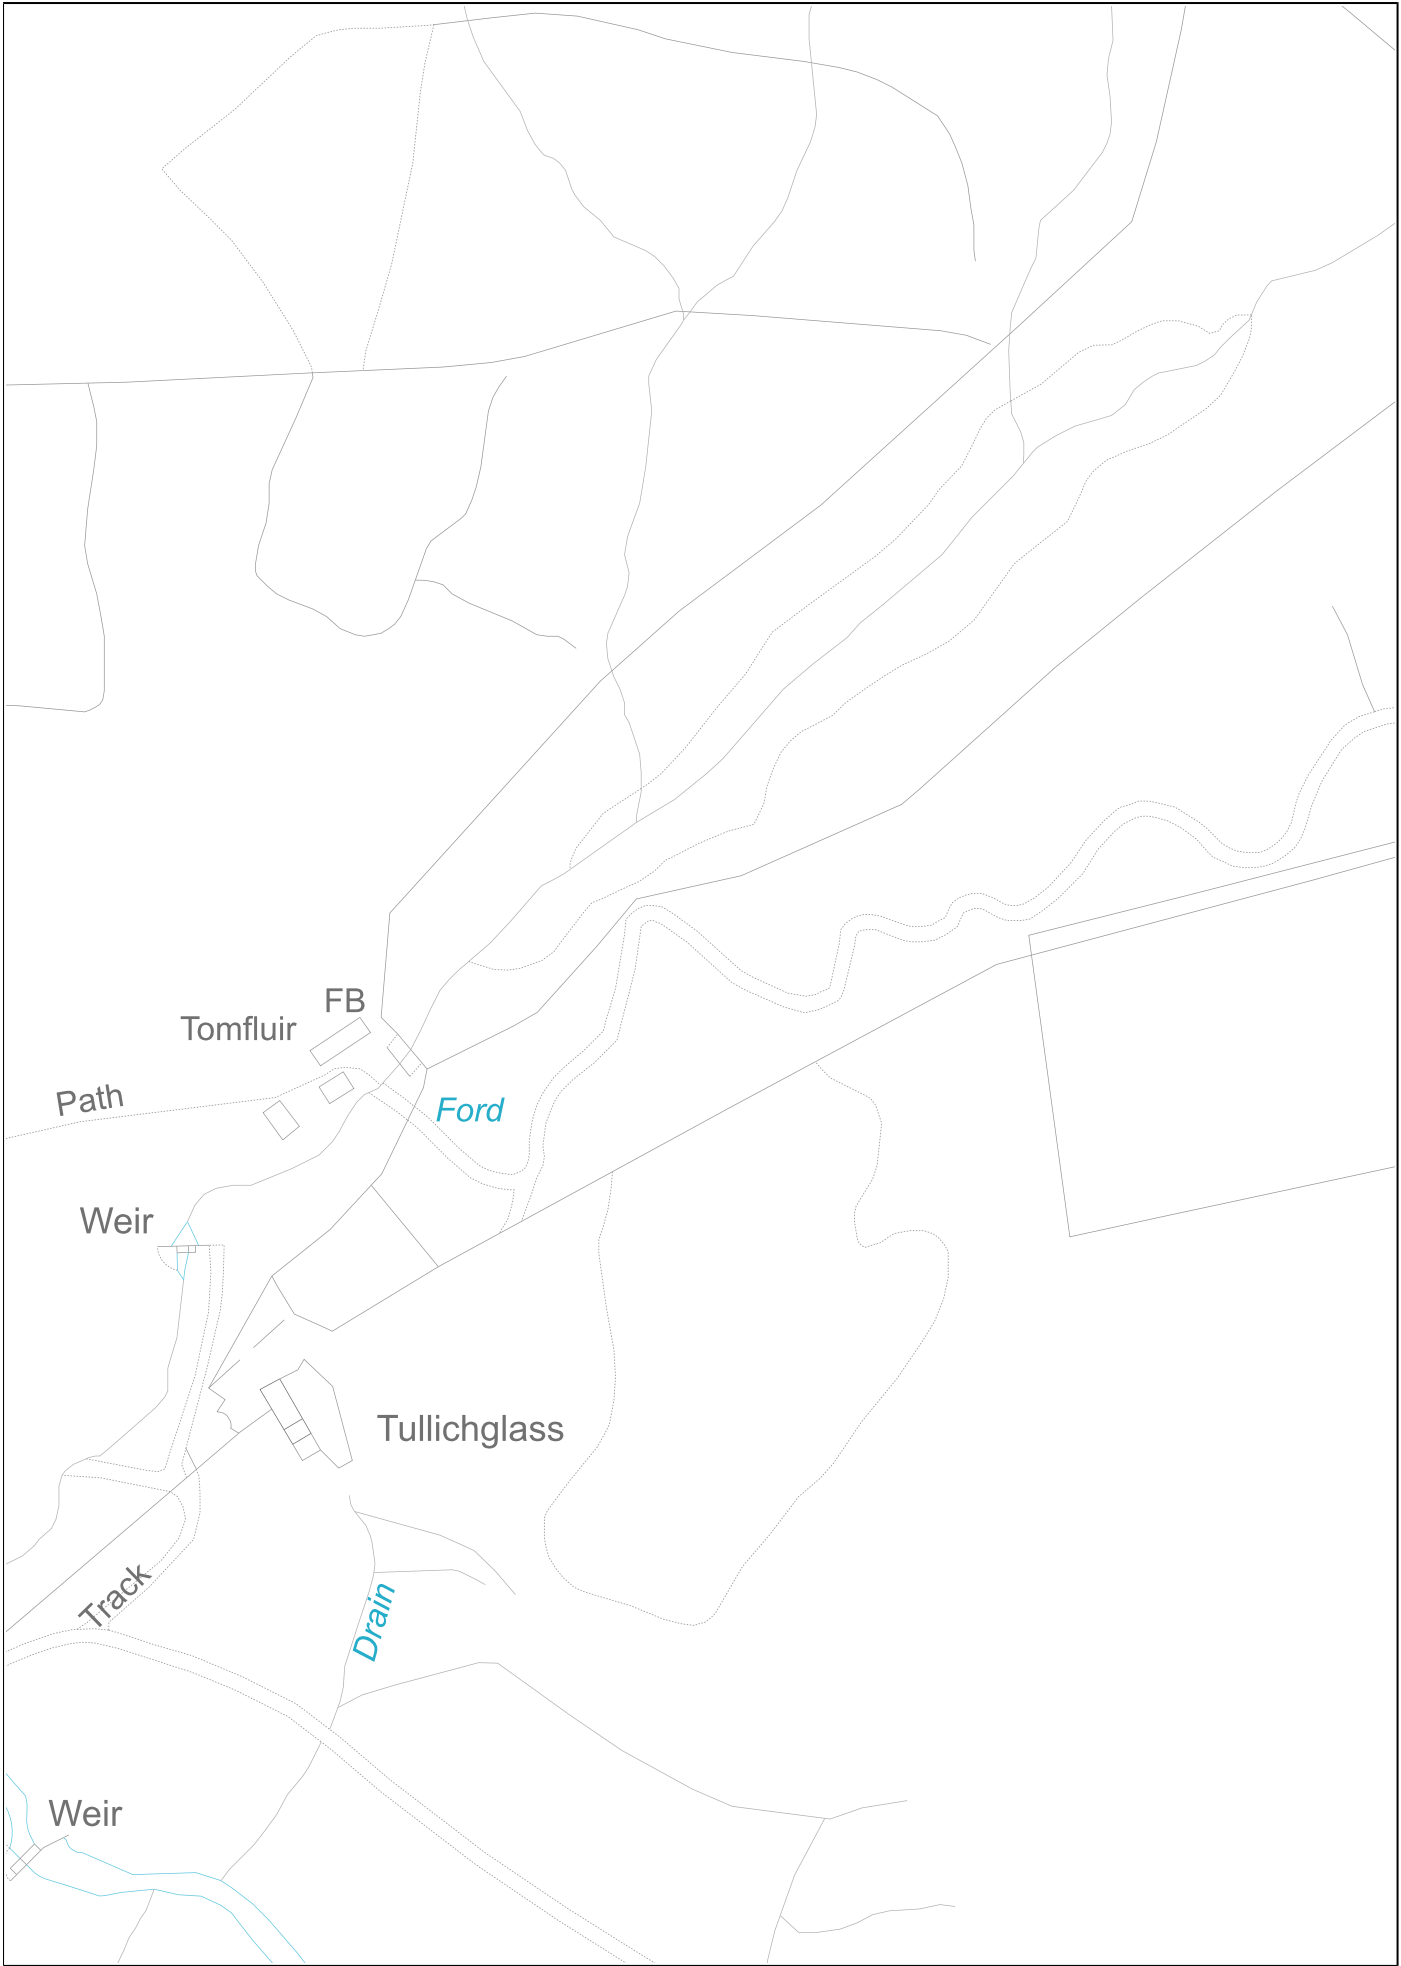 FB
Tomfluir
Path
Ford
Weir
Tullichglass
Track
Drain
Weir